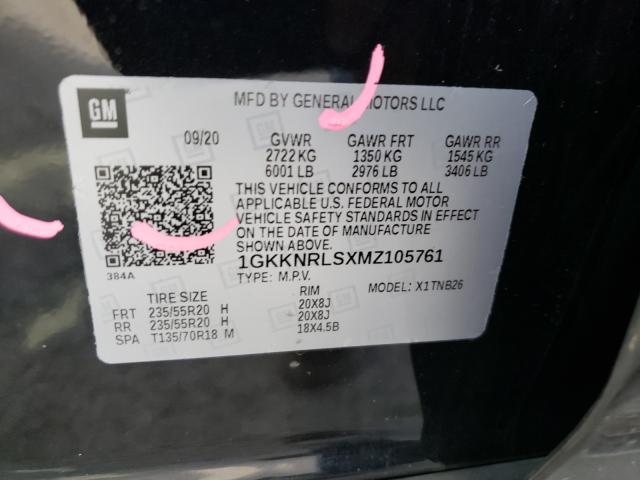 GM
MFD BY GENERAL MOTORS LLC
09/20 GVWR GAWR FRT GAWR RR
2722 KG 1350 KG 1545 KG
6001 LB 2976 LB 3406 LB
THIS VEHICLE CONFORMS TO ALL
APPLICABLE U.S. FEDERAL MOTOR
VEHICLE SAFETY STANDARDS IN EFFECT
ON THE DATE OF MANUFACTURE
SHOWN ABOVE.
384A
1GKKNRLSXMZ105761
TYPE: M.P.V. MODEL: X1TNB26
TIRE SIZE RIM
FRT 235/55R20 H 20X8J
RR 235/55R20 H 20X8J
SPA T135/70R18 M 18X4.5B